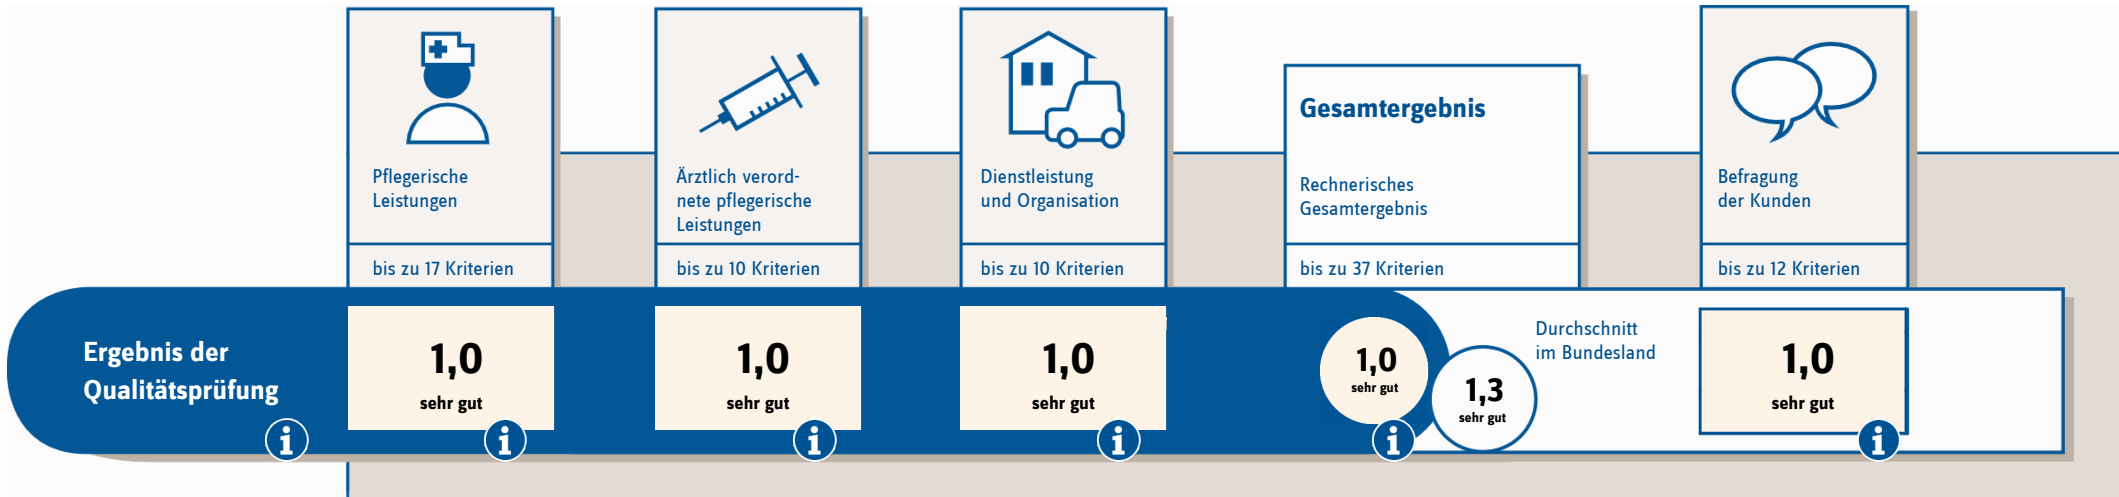 Pflegerische
Leistungen
bis zu 17 Kriterien
Ärztlich verord-
nete pflegerische
Leistungen
bis zu 10 Kriterien
Dienstleistung
und Organisation
bis zu 10 Kriterien
Gesamtergebnis
Rechnerisches
Gesamtergebnis
bis zu 37 Kriterien
Befragung
der Kunden
bis zu 12 Kriterien
Ergebnis der
Qualitätsprüfung
i
1,0
sehr gut
i
1,0
sehr gut
i
1,0
sehr gut
i
1,0
sehr gut
i
1,3
sehr gut
Durchschnitt
im Bundesland
1,0
sehr gut
i